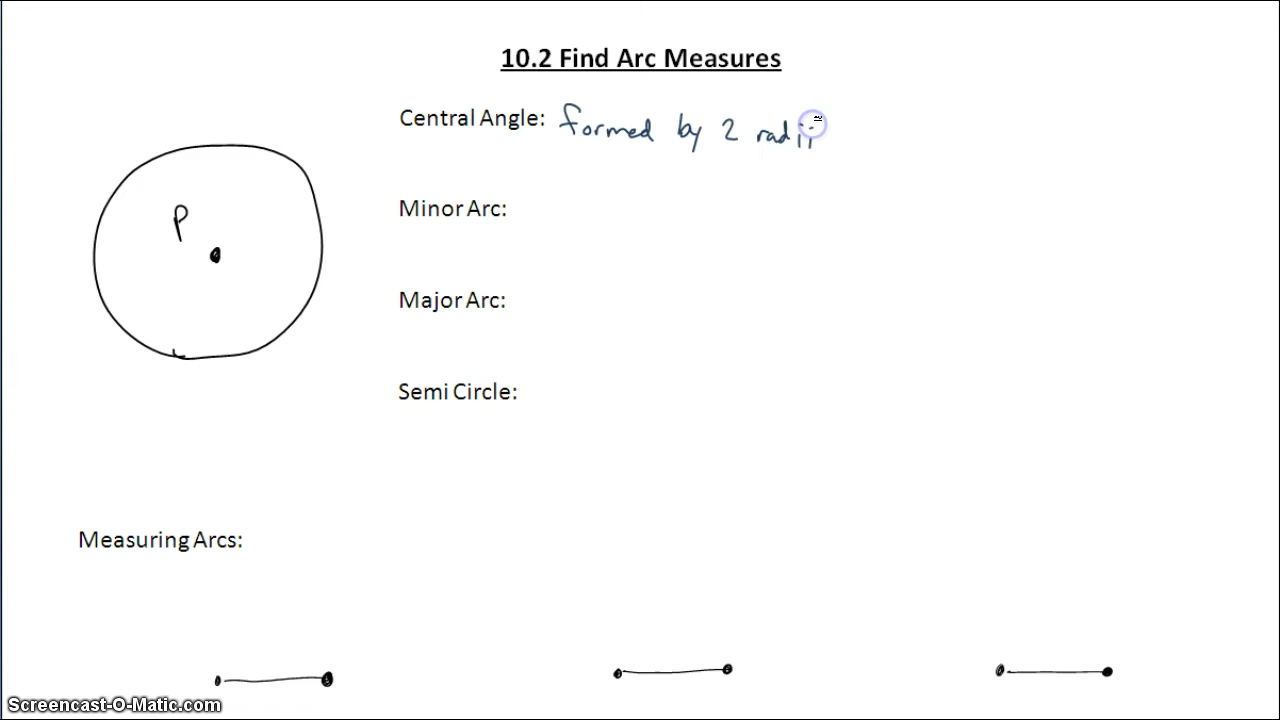 10.2 Find Arc Measures
Central Angle: formed by 2 radii
P
Minor Arc:
Major Arc:
Semi Circle:
Measuring Arcs:
Screencast-O-Matic.com